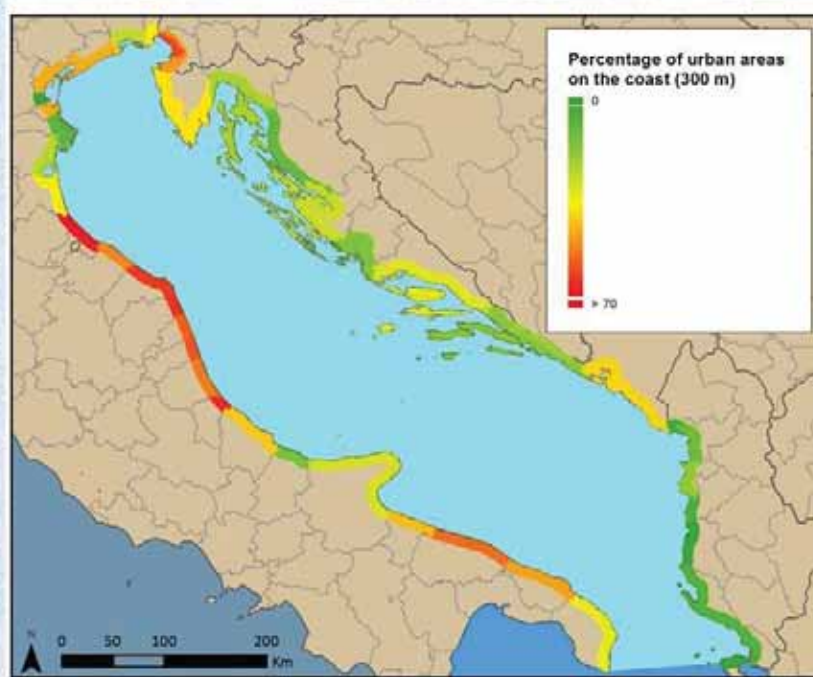 Percentage of urban areas
on the coast (300 m)
0
> 70
N
0 50 100 200
Km